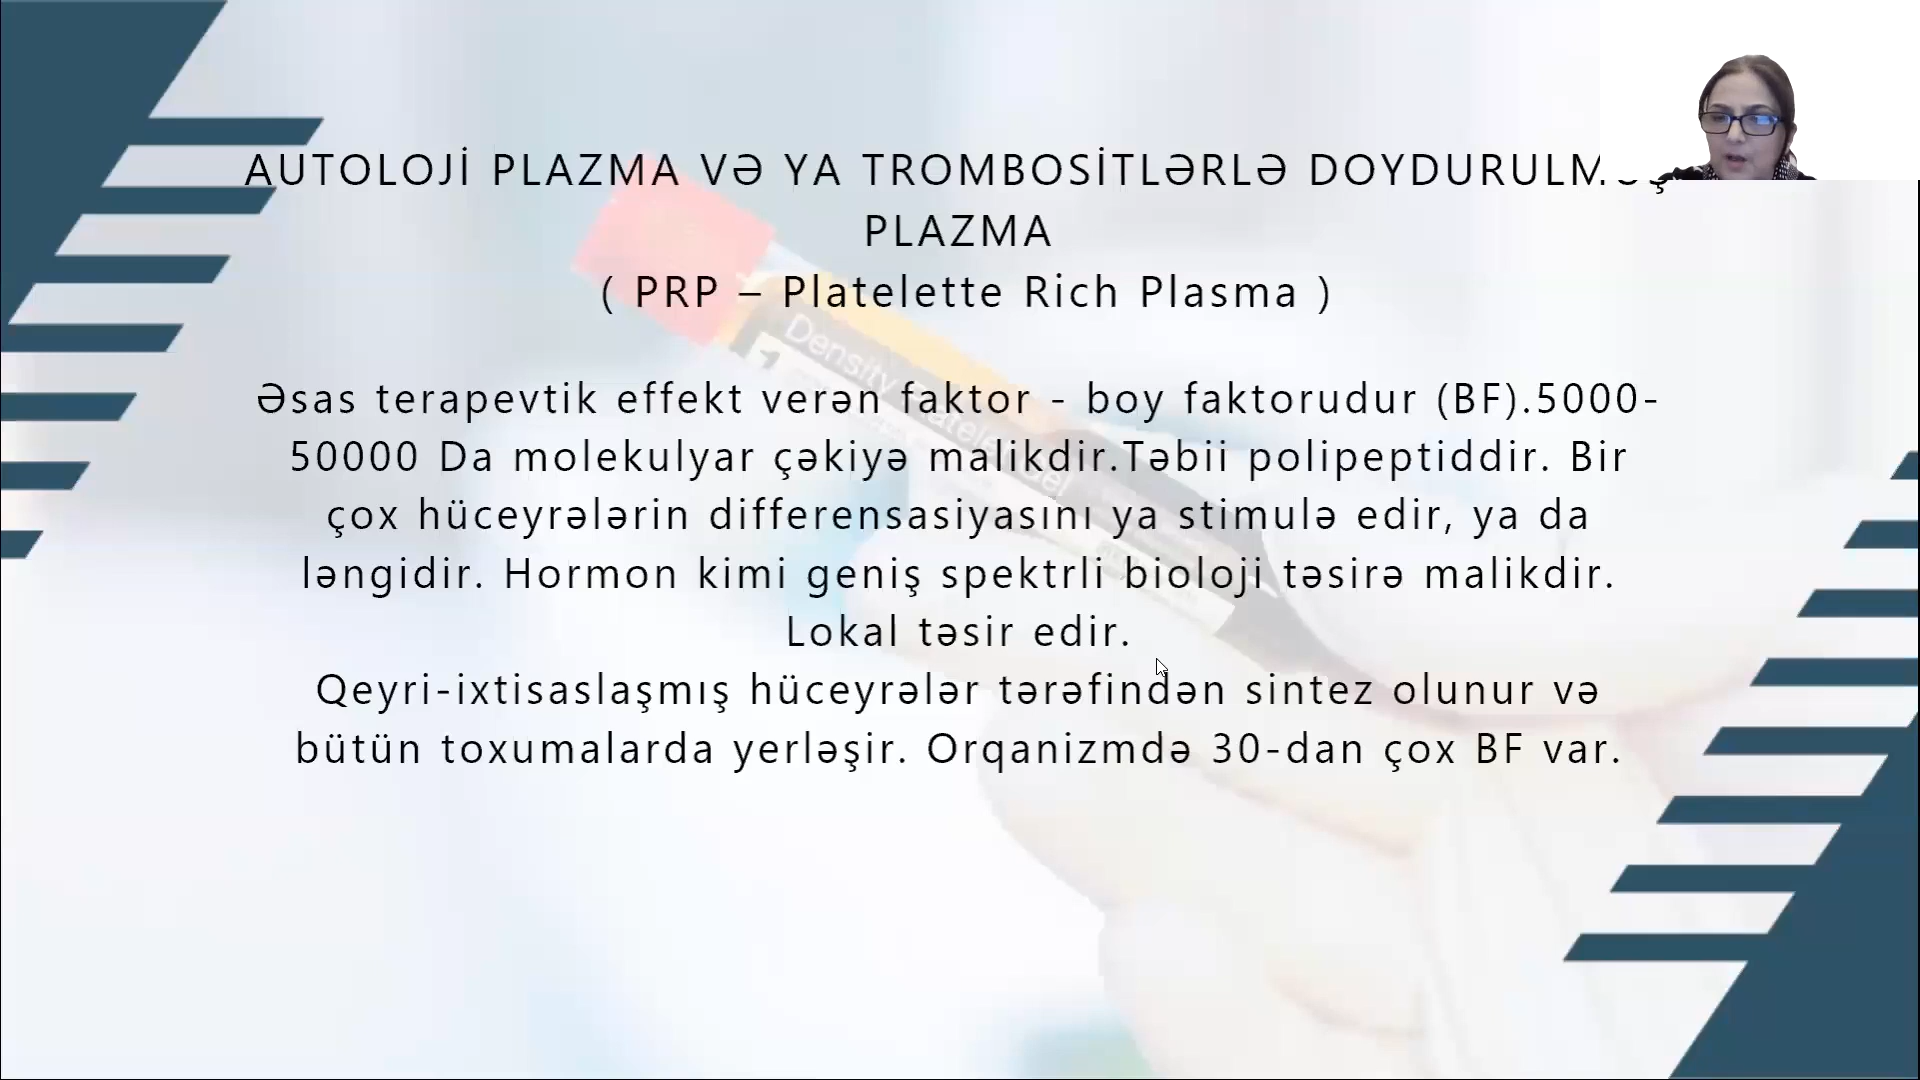 AUTOLOJİ PLAZMA VƏ YA TROMBOSİTLƏRLƏ
PLAZMA
( PRP – Platelette Rich Plasma )
Əsas terapevtik effekt verən faktor - boy faktorudur (BF).5000-
50000 Da molekulyar çəkiyə malikdir.Təbii polipeptiddir. Bir
çox hüceyrələrin differensasiyasını ya stimulə edir, ya da
ləngidir. Hormon kimi geniş spektrli bioloji təsirə malikdir.
Lokal təsir edir.
Qeyri-ixtisaslaşmış hüceyrələr tərəfindən sintez olunur və
bütün toxumalarda yerləşir. Orqanizmdə 30-dan çox BF var.
Density Platelet Gel